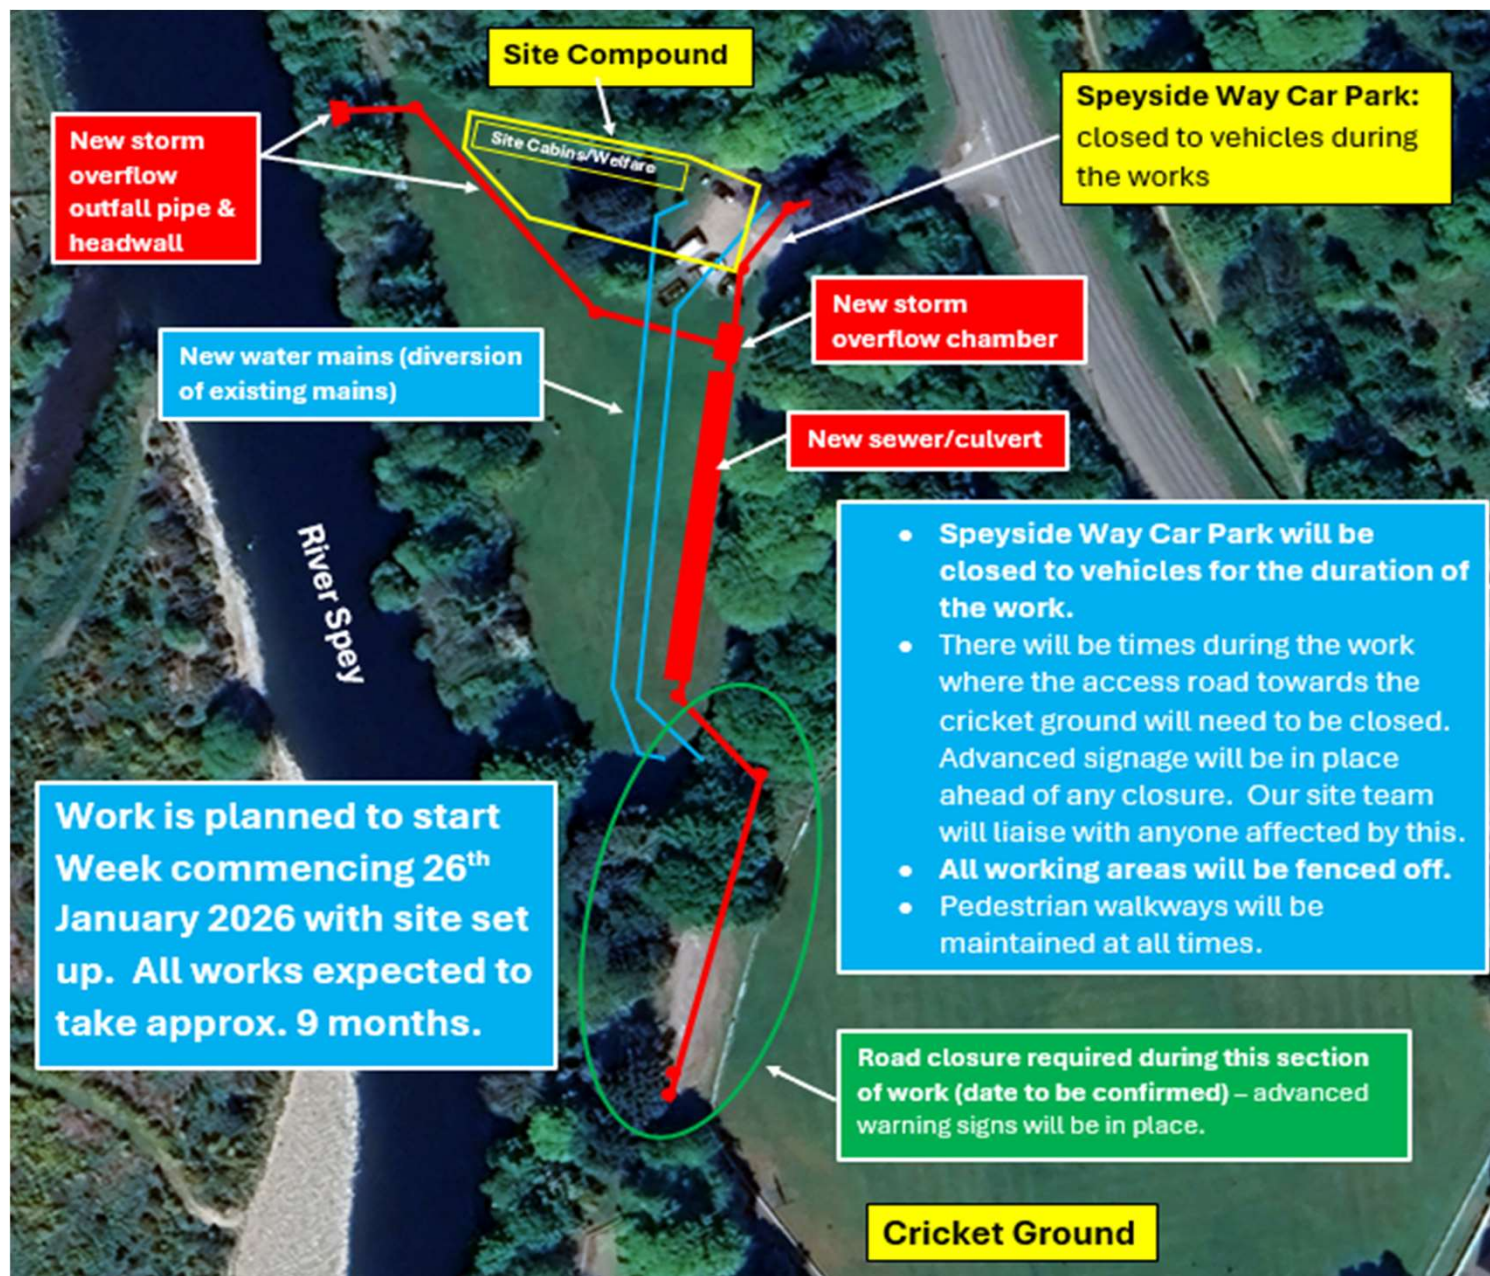 Site Compound
Speyside Way Car Park:
closed to vehicles during
the works
New storm
overflow
outfall pipe &
headwall
Site Cabins/Welfare
New storm
overflow chamber
New water mains (diversion
of existing mains)
New sewer/culvert
River Spey
● Speyside Way Car Park will be
closed to vehicles for the duration of
the work.
● There will be times during the work
where the access road towards the
cricket ground will need to be closed.
Advanced signage will be in place
ahead of any closure.  Our site team
will liaise with anyone affected by this.
● All working areas will be fenced off.
● Pedestrian walkways will be
maintained at all times.
Work is planned to start
Week commencing 26th
January 2026 with site set
up.  All works expected to
take approx. 9 months.
Road closure required during this section
of work (date to be confirmed) – advanced
warning signs will be in place.
Cricket Ground